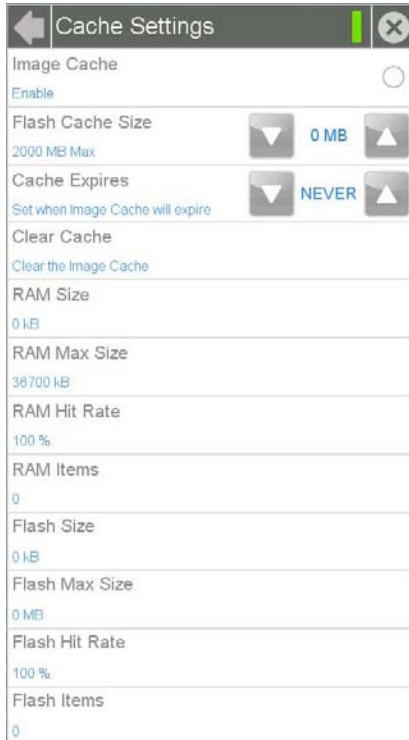 Cache Settings
Image Cache
Enable
Flash Cache Size
0 MB
2000 MB Max
Cache Expires
NEVER
Set when Image Cache will expire
Clear Cache
Clear the Image Cache
RAM Size
0 kB
RAM Max Size
36700 kB
RAM Hit Rate
100 %
RAM Items
0
Flash Size
0 kB
Flash Max Size
0 MB
Flash Hit Rate
100 %
Flash Items
0